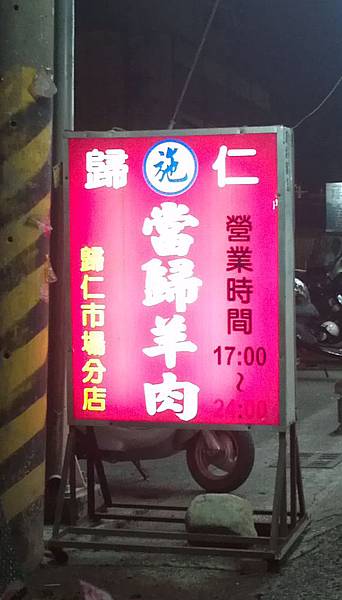 歸 施 仁
當歸羊肉
歸仁市場分店
營業時間
17:00
~
24:00